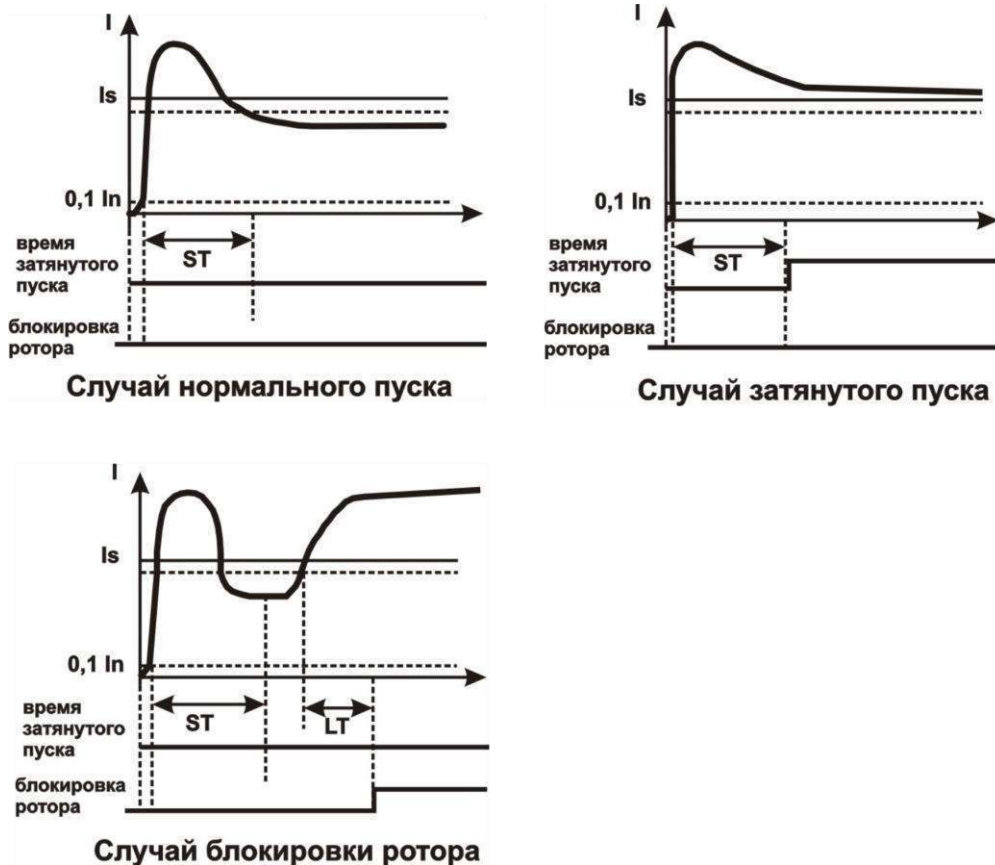 I
Is
0,1 In
время
затянутого
пуска
ST
блокировка
ротора
Случай нормального пуска
I
Is
0,1 In
время
затянутого
пуска
ST
блокировка
ротора
Случай затянутого пуска
I
Is
0,1 In
время
затянутого
пуска
ST
LT
блокировка
ротора
Случай блокировки ротора